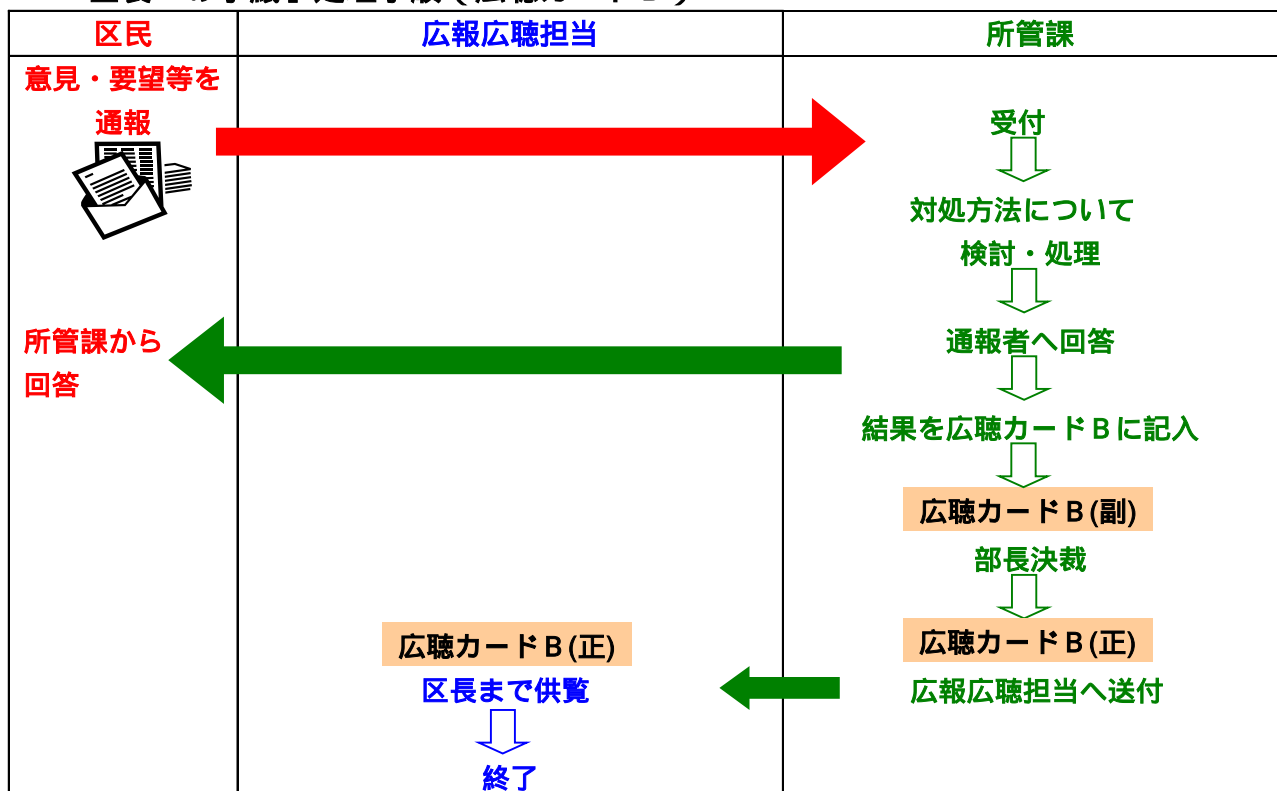 区民
広報広聴担当
所管課
意見・要望等を
通報
受付
対処方法について
検討・処理
所管課から
回答
通報者へ回答
結果を広聴カードＢに記入
広聴カードＢ(副)
部長決裁
広聴カードＢ(正)
広聴カードＢ(正)
区長まで供覧
広報広聴担当へ送付
終了